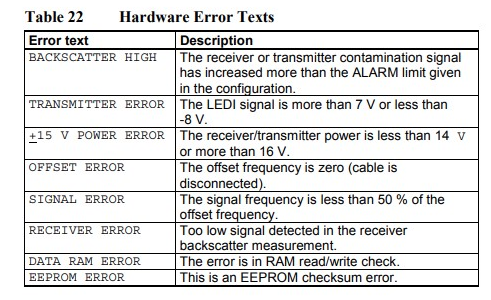 Table 22 Hardware Error Texts
Error text Description
BACKSCATTER HIGH The receiver or transmitter contamination signal
has increased more than the ALARM limit given
in the configuration.
TRANSMITTER ERROR The LEDI signal is more than 7 V or less than
-8 V.
±15 V POWER ERROR The receiver/transmitter power is less than 14 V
or more than 16 V.
OFFSET ERROR The offset frequency is zero (cable is
disconnected).
SIGNAL ERROR The signal frequency is less than 50 % of the
offset frequency.
RECEIVER ERROR Too low signal detected in the receiver
backscatter measurement.
DATA RAM ERROR The error is in RAM read/write check.
EEPROM ERROR This is an EEPROM checksum error.